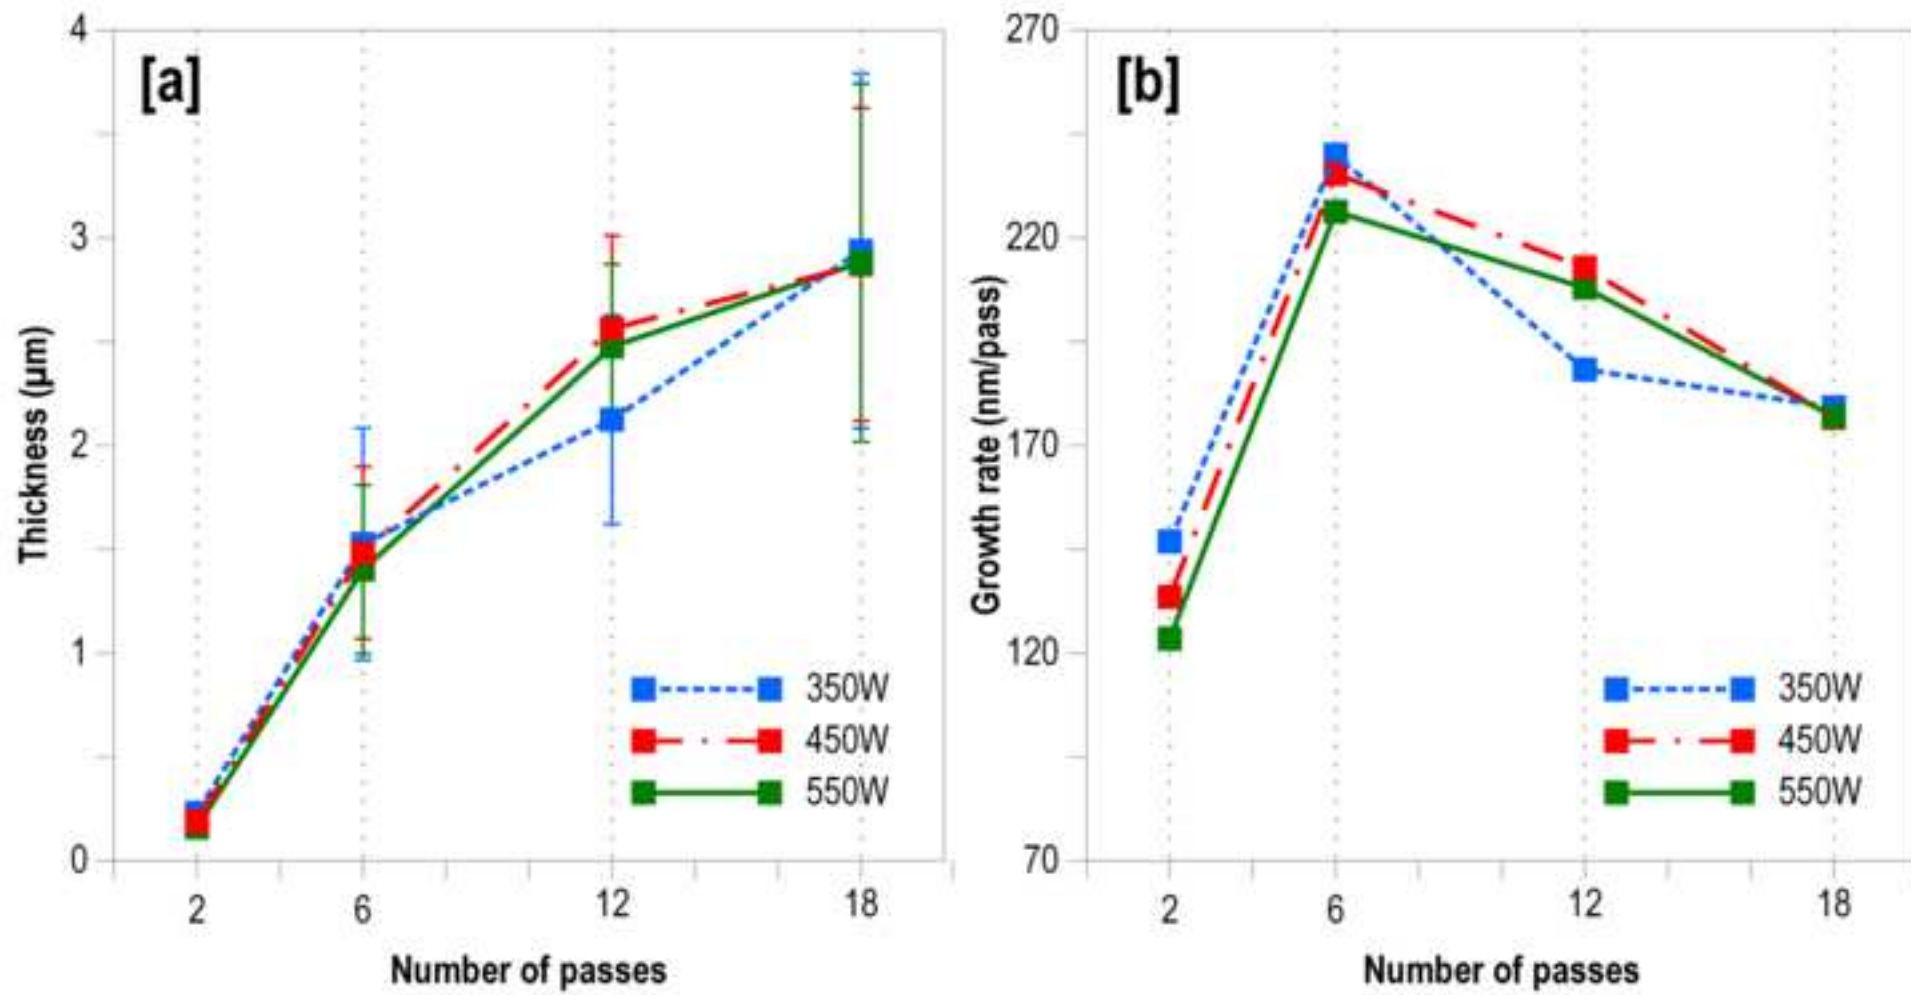 [a]
Thickness (μm)
4
3
2
1
0
2 6 12 18
Number of passes
350W
450W
550W
[b]
Growth rate (nm/pass)
270
220
170
120
70
2 6 12 18
Number of passes
350W
450W
550W